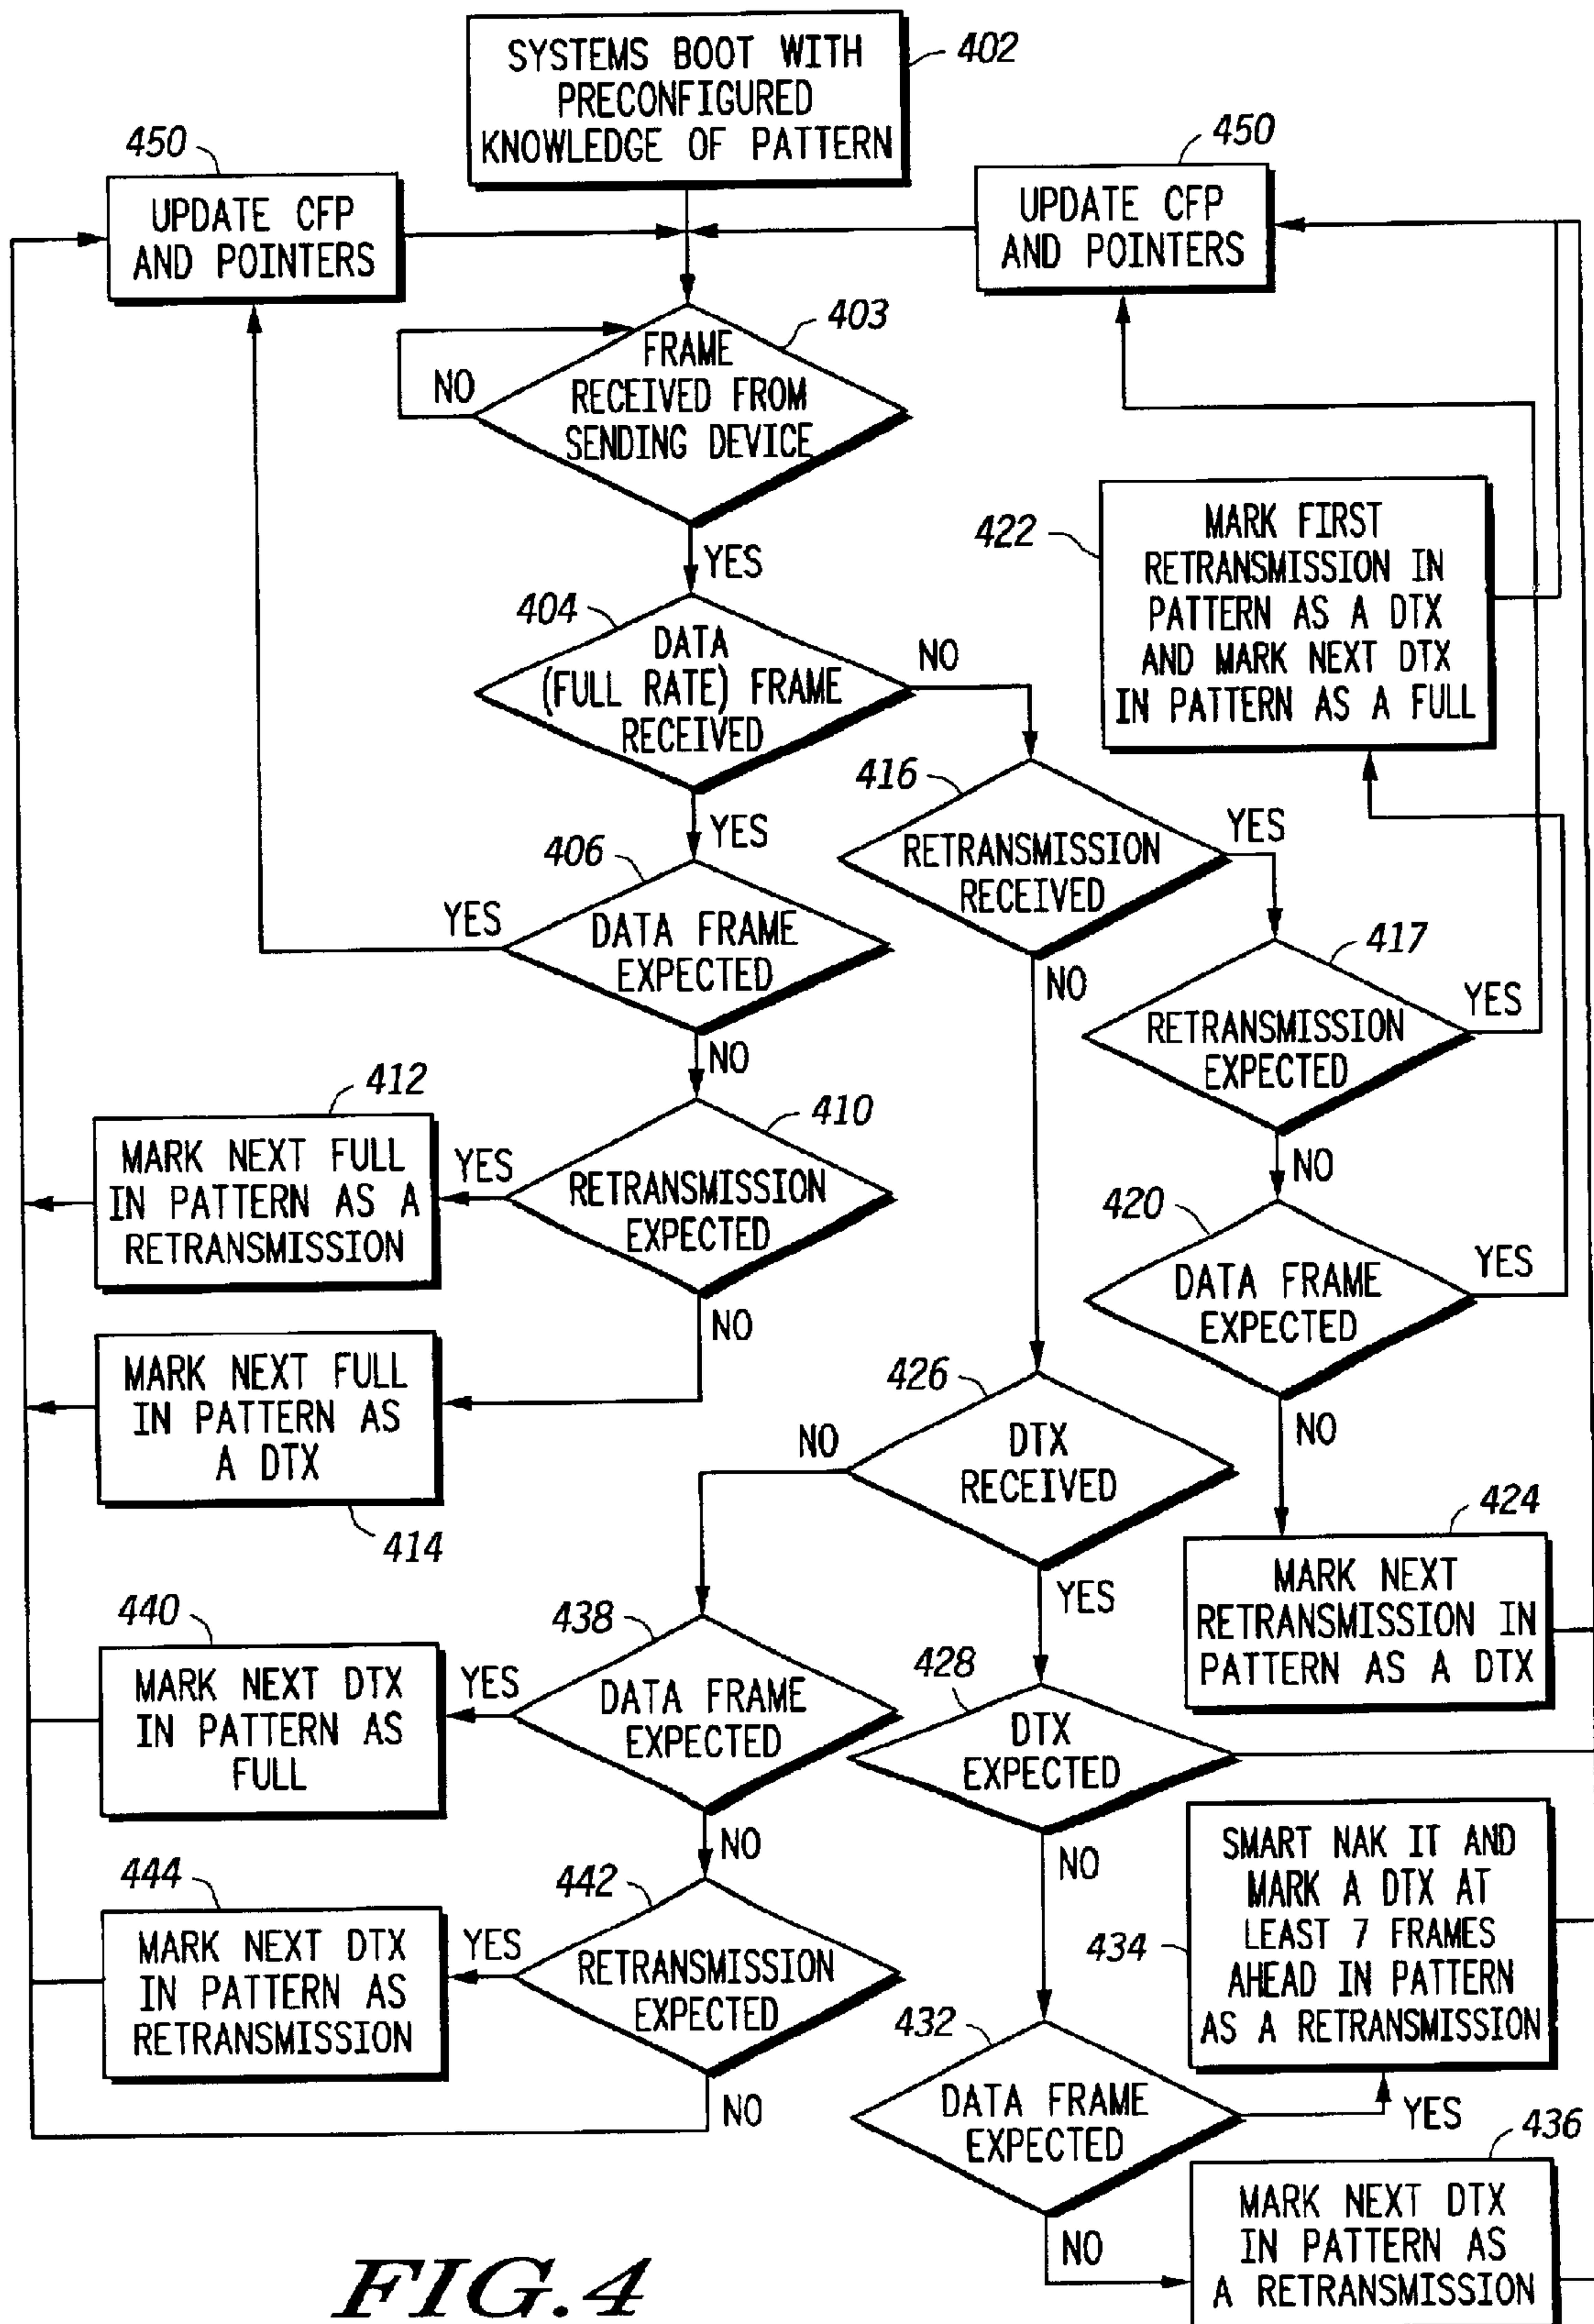 SYSTEMS BOOT WITH
PRECONFIGURED
KNOWLEDGE OF PATTERN
402
450
UPDATE CFP
AND POINTERS
450
UPDATE CFP
AND POINTERS
403
FRAME
RECEIVED FROM
SENDING DEVICE
NO
YES
422
MARK FIRST
RETRANSMISSION IN
PATTERN AS A DTX
AND MARK NEXT DTX
IN PATTERN AS A FULL
404
DATA
(FULL RATE) FRAME
RECEIVED
NO
YES
416
RETRANSMISSION
RECEIVED
YES
NO
406
DATA FRAME
EXPECTED
YES
NO
417
RETRANSMISSION
EXPECTED
YES
NO
412
MARK NEXT FULL
IN PATTERN AS A
RETRANSMISSION
YES
410
RETRANSMISSION
EXPECTED
NO
420
DATA FRAME
EXPECTED
YES
NO
MARK NEXT FULL
IN PATTERN AS
A DTX
414
426
DTX
RECEIVED
NO
YES
424
MARK NEXT
RETRANSMISSION IN
PATTERN AS A DTX
440
MARK NEXT DTX
IN PATTERN AS
FULL
YES
438
DATA FRAME
EXPECTED
NO
428
DTX
EXPECTED
NO
434
SMART NAK IT AND
MARK A DTX AT
LEAST 7 FRAMES
AHEAD IN PATTERN
AS A RETRANSMISSION
444
MARK NEXT DTX
IN PATTERN AS
RETRANSMISSION
YES
442
RETRANSMISSION
EXPECTED
NO
432
DATA FRAME
EXPECTED
YES
NO
436
MARK NEXT DTX
IN PATTERN AS
A RETRANSMISSION
FIG.4